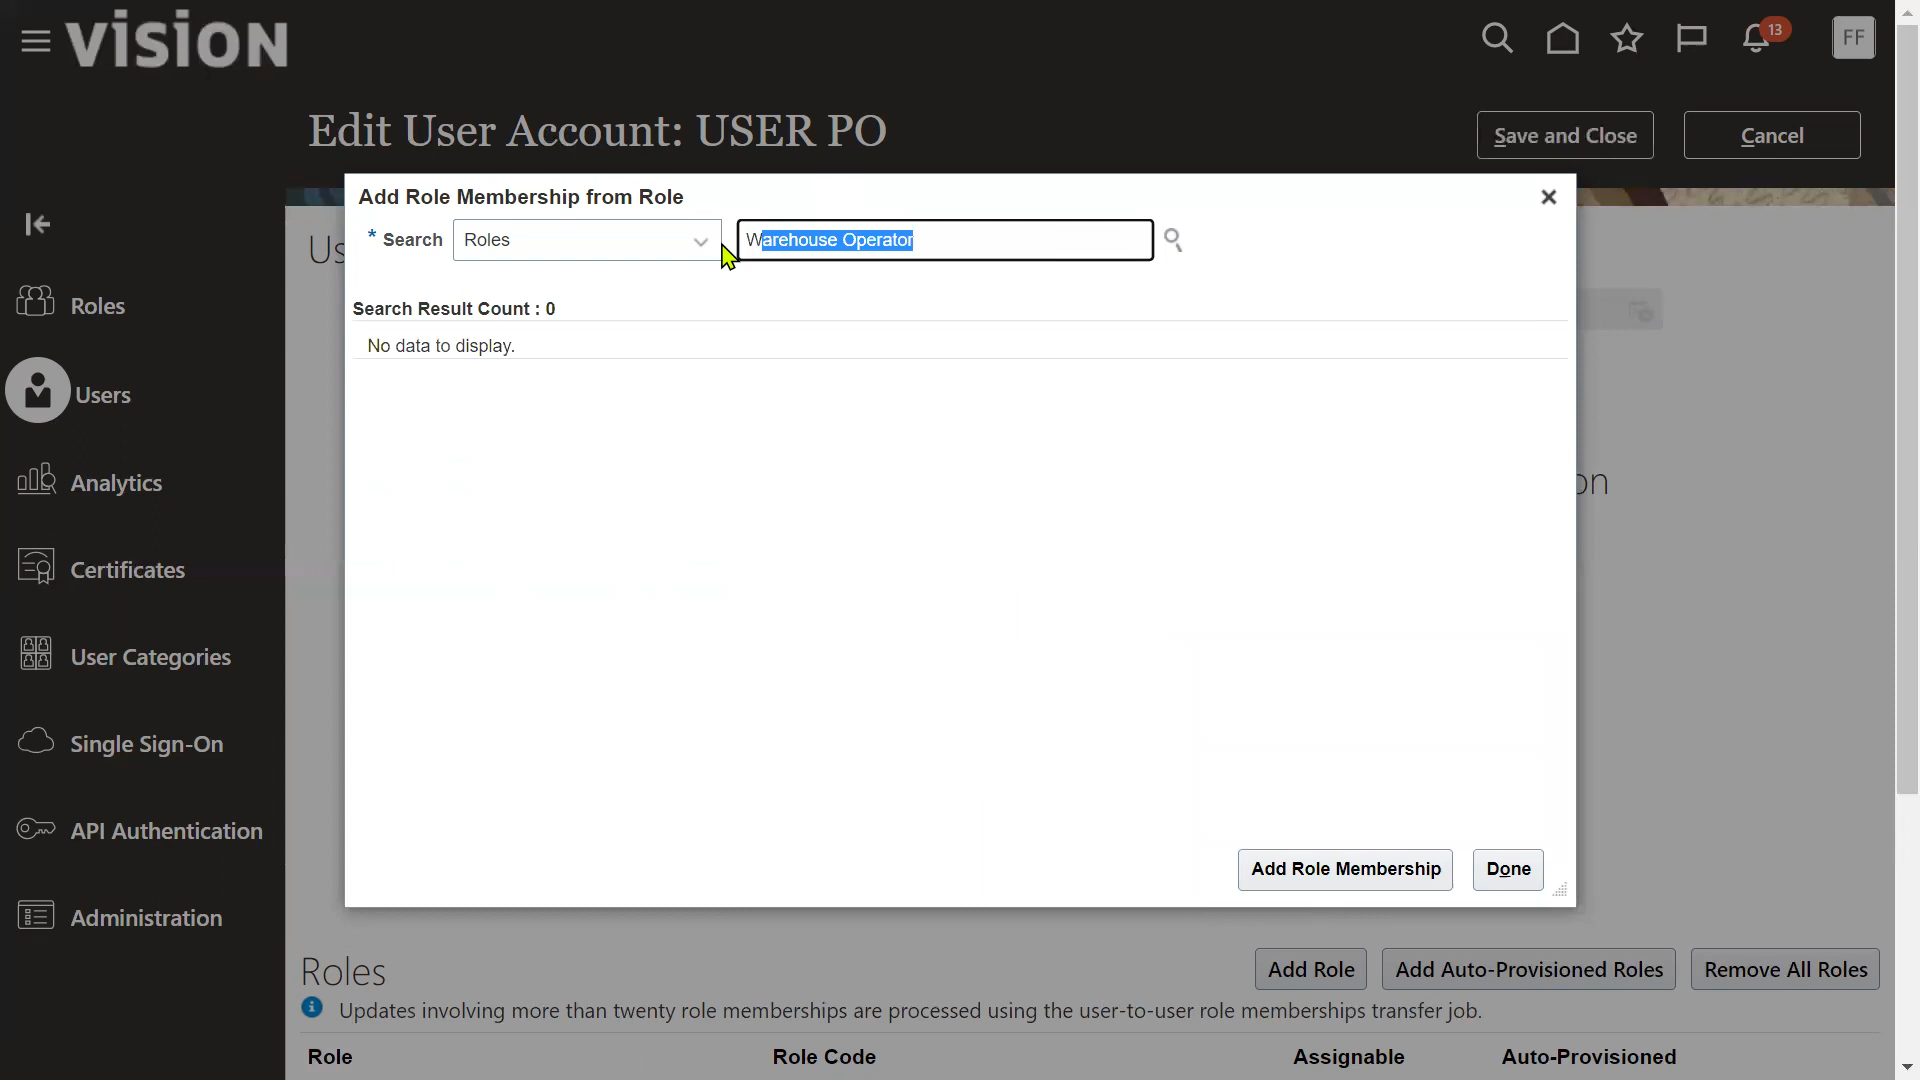 vision
13
FF
Edit User Account: USER PO
Save and Close
Cancel
Add Role Membership from Role
* Search
Roles
Warehouse Operator
Us
Search Result Count : 0
No data to display.
on
Roles
Users
Analytics
Certificates
User Categories
Single Sign-On
API Authentication
Administration
Add Role Membership
Done
Roles
Add Role
Add Auto-Provisioned Roles
Remove All Roles
Updates involving more than twenty role memberships are processed using the user-to-user role memberships transfer job.
Role
Role Code
Assignable
Auto-Provisioned